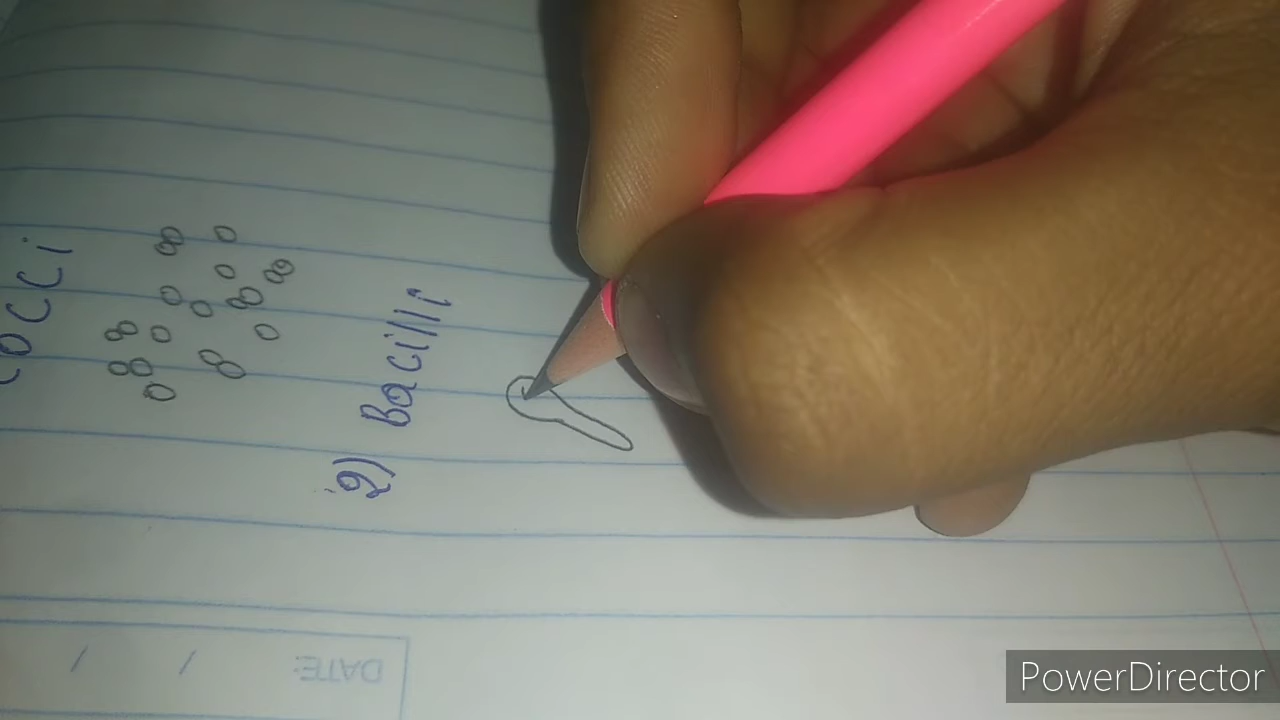 cocci
2) Bacilli
DATE: / /
PowerDirector